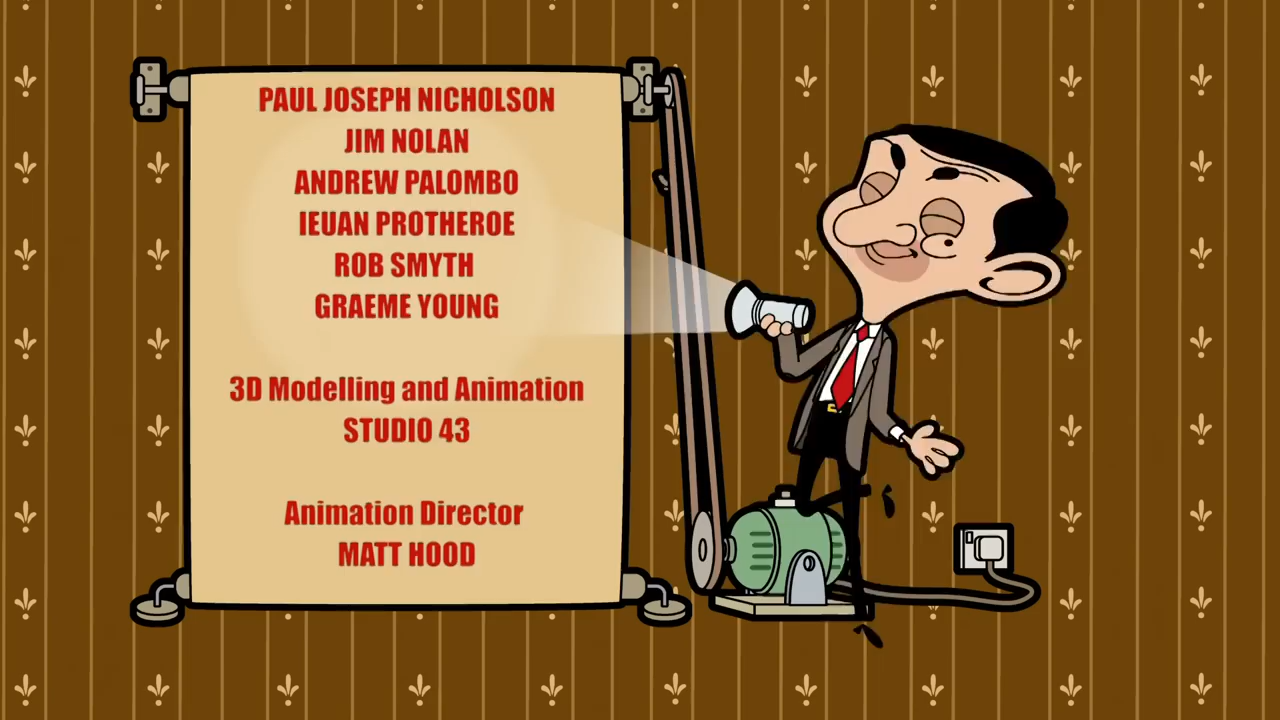 PAUL JOSEPH NICHOLSON
JIM NOLAN
ANDREW PALOMBO
IEUAN PROTHEROE
ROB SMYTH
GRAEME YOUNG
3D Modelling and Animation
STUDIO 43
Animation Director
MATT HOOD